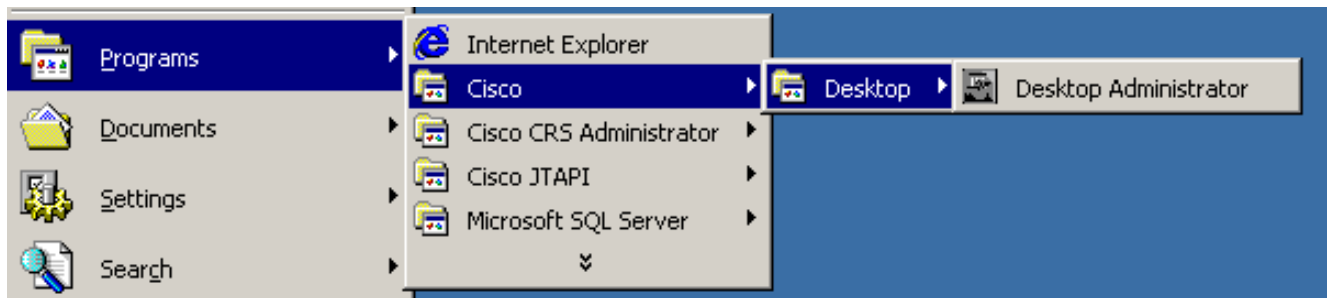 Programs
Documents
Settings
Search
Internet Explorer
Cisco
Cisco CRS Administrator
Cisco JTAPI
Microsoft SQL Server
Desktop
Desktop Administrator